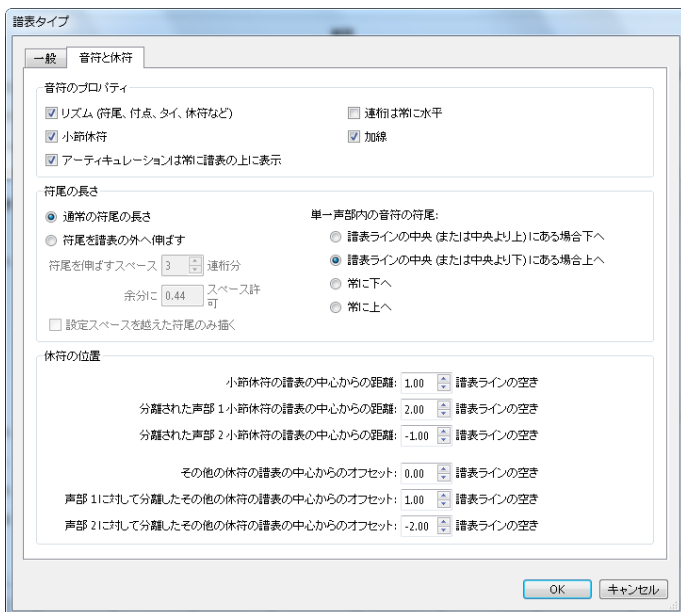 譜表タイプ
一般 音符と休符
音符のプロパティ
リズム (符尾、付点、タイ、休符など) 連桁は常に水平
小節休符 加線
アーティキュレーションは常に譜表の上に表示
符尾の長さ
通常の符尾の長さ 単一声部内の音符の符尾:
符尾を譜表の外へ伸ばす 譜表ラインの中央 (または中央より上)にある場合下へ
符尾を伸ばすスペース 3 連桁分 譜表ラインの中央 (または中央より下)にある場合上へ
余分に 0.44 スペース許可 常に下へ
設定スペースを越えた符尾のみ描く 常に上へ
休符の位置
小節休符の譜表の中心からの距離: 1.00 譜表ラインの空き
分離された声部 1 小節休符の譜表の中心からの距離: 2.00 譜表ラインの空き
分離された声部 2 小節休符の譜表の中心からの距離: -1.00 譜表ラインの空き
その他の休符の譜表の中心からのオフセット: 0.00 譜表ラインの空き
声部 1に対して分離したその他の休符の譜表の中心からのオフセット: 1.00 譜表ラインの空き
声部 2に対して分離したその他の休符の譜表の中心からのオフセット: -2.00 譜表ラインの空き
OK キャンセル